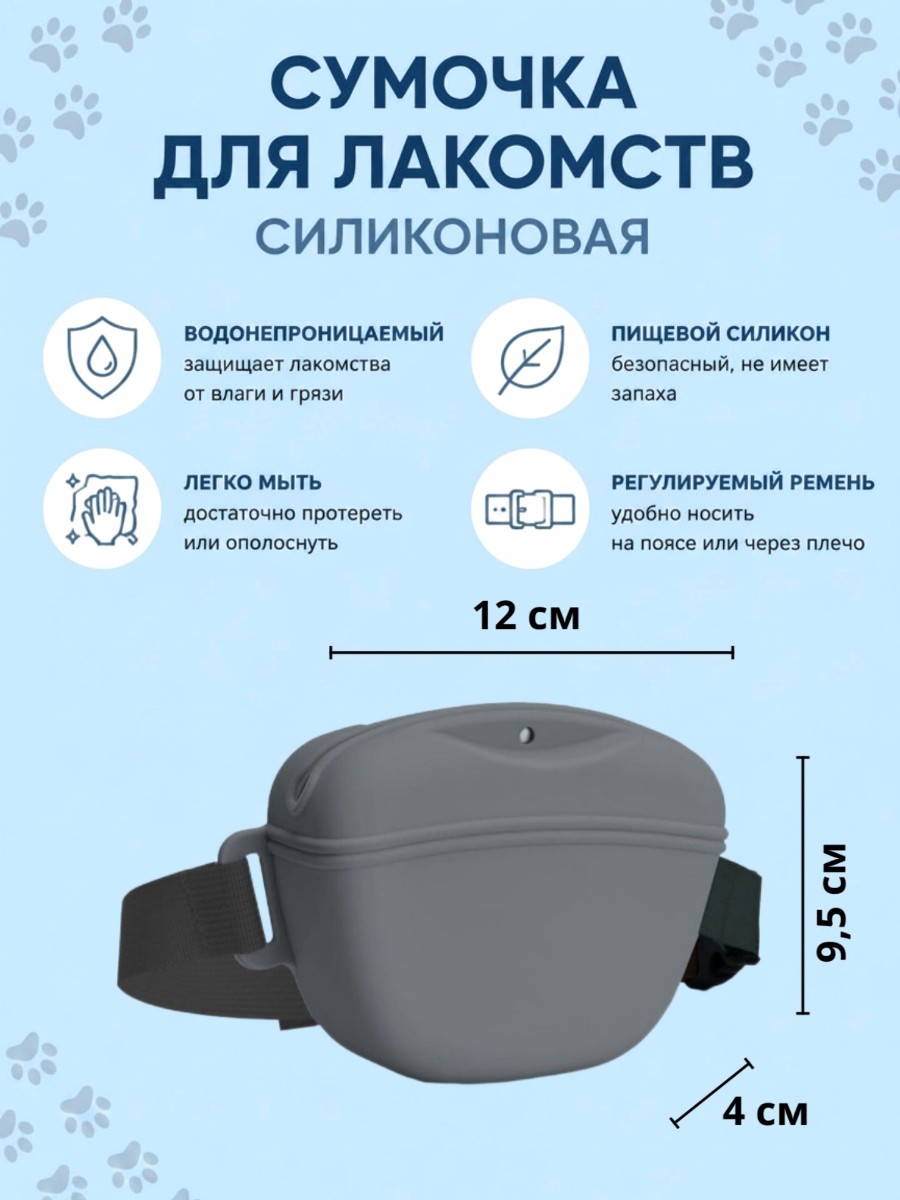 СУМОЧКА
ДЛЯ ЛАКОМСТВ
СИЛИКОНОВАЯ
ВОДОНЕПРОНИЦАЕМЫЙ
защищает лакомства
от влаги и грязи
ПИЩЕВОЙ СИЛИКОН
безопасный, не имеет
запаха
ЛЕГКО МЫТЬ
достаточно протереть
или ополоснуть
РЕГУЛИРУЕМЫЙ РЕМЕНЬ
удобно носить
на поясе или через плечо
12 см
9,5 см
4 см